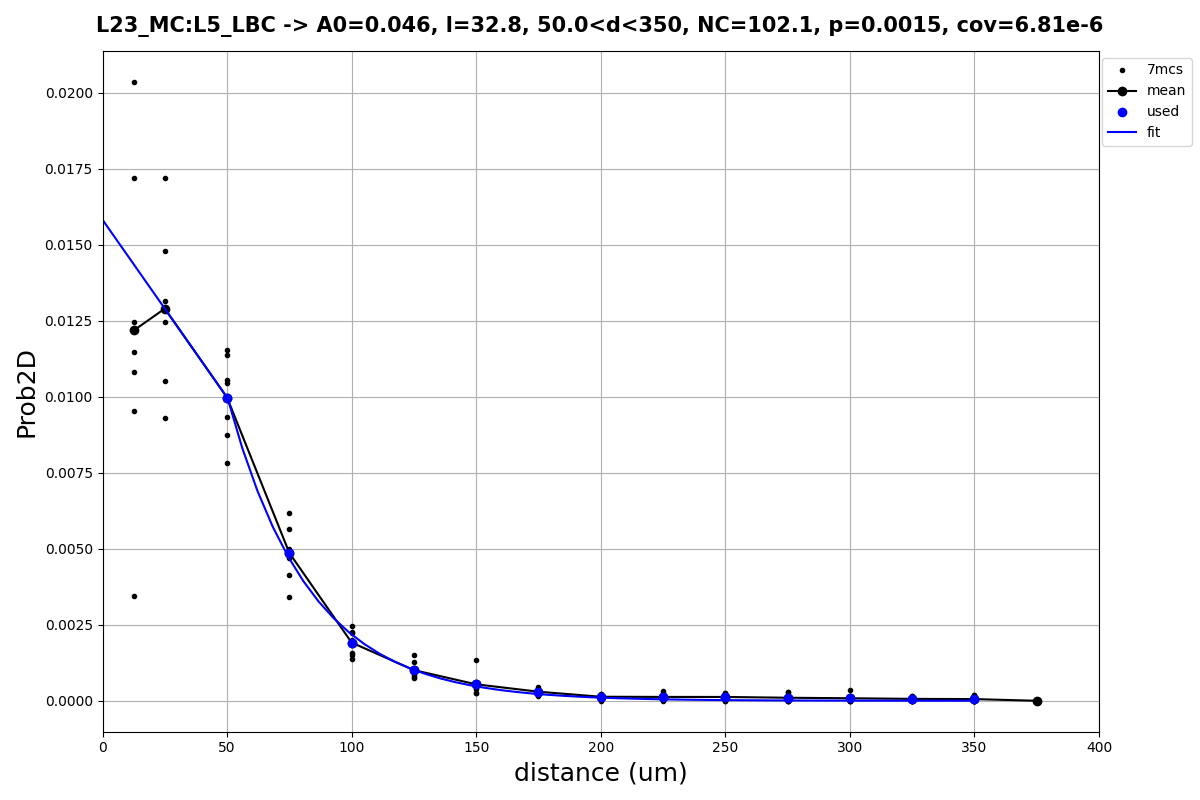 L23_MC:L5_LBC -> A0=0.046, l=32.8, 50.0<d<350, NC=102.1, p=0.0015, cov=6.81e-6
7mcs
mean
used
fit
0.0200
0.0175
0.0150
0.0125
0.0100
0.0075
0.0050
0.0025
0.0000
Prob2D
0 50 100 150 200 250 300 350 400
distance (um)